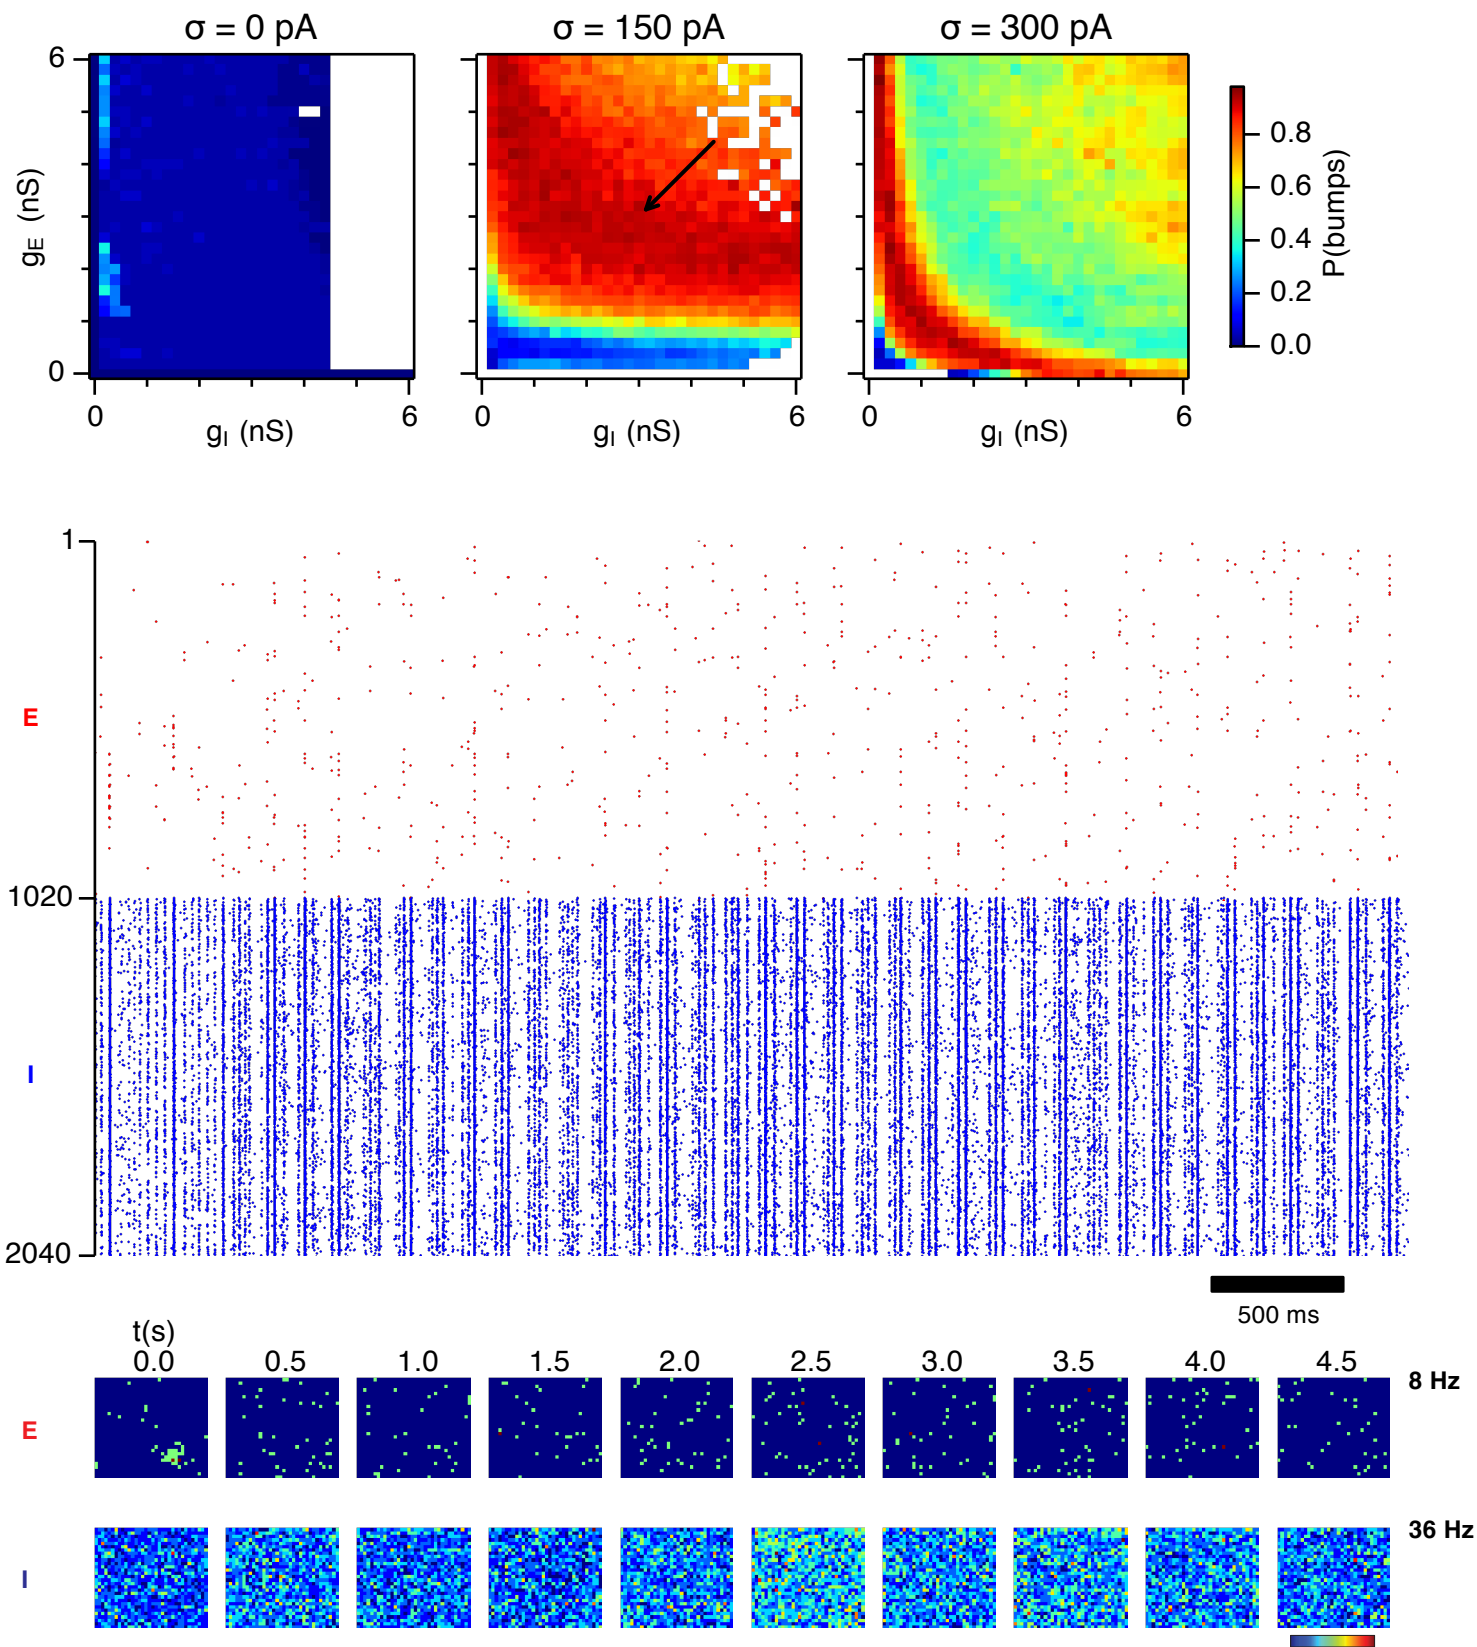 σ = 0 pA
σ = 150 pA
σ = 300 pA
6
gE (nS)
0
0
6
gI (nS)
0
6
gI (nS)
0
6
gI (nS)
0.8
0.6
0.4
0.2
0.0
P(bumps)
1
E
1020
I
2040
500 ms
t(s)
0.0 0.5 1.0 1.5 2.0 2.5 3.0 3.5 4.0 4.5
8 Hz
E
36 Hz
I